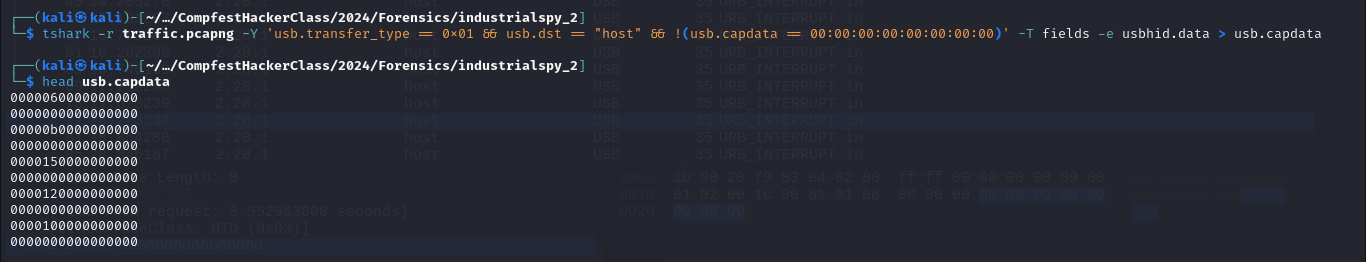 ┌──(kali㉿kali)-[~/…/CompfestHackerClass/2024/Forensics/industrialspy_2]
└─$ tshark -r traffic.pcapng -Y 'usb.transfer_type == 0×01 && usb.dst == "host" && !(usb.capdata == 00:00:00:00:00:00:00:00)' -T fields -e usbhid.data > usb.capdata
┌──(kali㉿kali)-[~/…/CompfestHackerClass/2024/Forensics/industrialspy_2]
└─$ head usb.capdata
0000060000000000
0000000000000000
00000b0000000000
0000000000000000
0000150000000000
0000000000000000
0000120000000000
0000000000000000
0000100000000000
0000000000000000